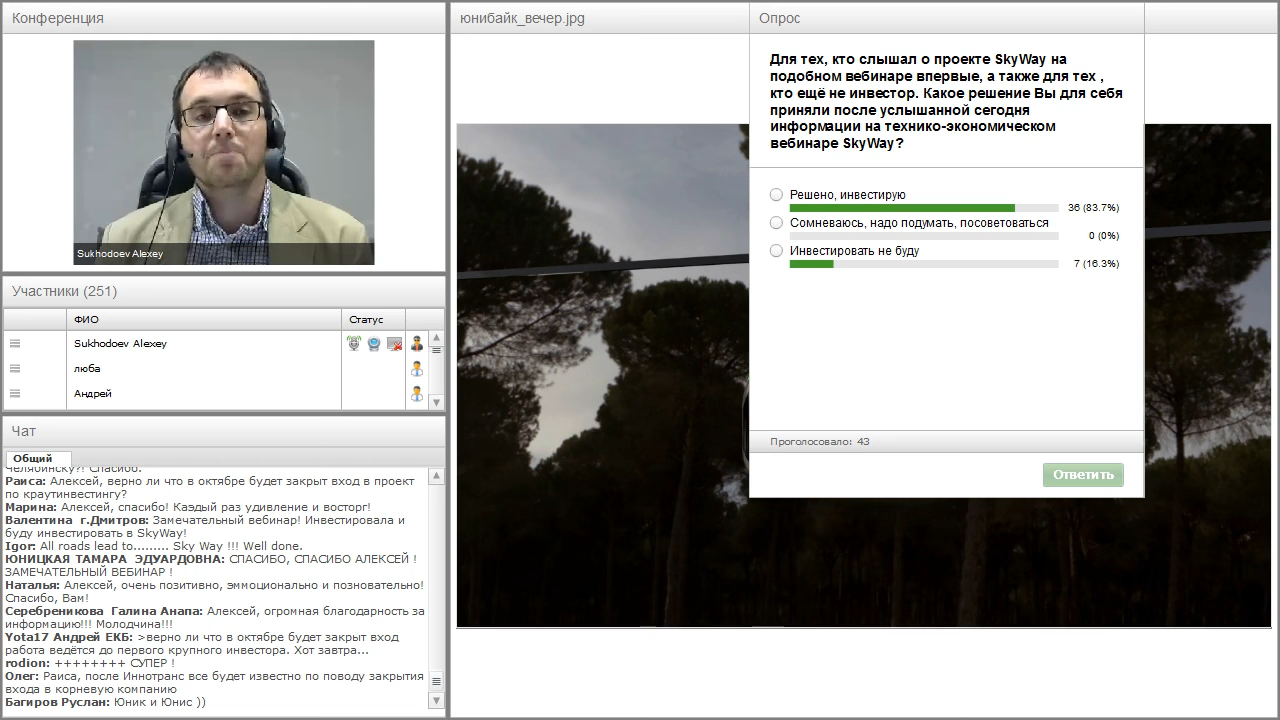 Конференция
Sukhodoev Alexey
Участники (251)
ФИО
Статус
Sukhodoev Alexey
люба
Андрей
Чат
Общий
Челябинску?! Спасибо.
Раиса: Алексей, верно ли что в октябре будет закрыт вход проект
по краутинвестингу?
Марина: Алексей, спасибо! Каэдый раз удивление и восторг!
Валентина г.Дмитров: Замечательный вебинар! Инвестировала и
буду инвестировать в SkyWay!
Igor: All roads lead to........ Sky Way !!! Well done.
ЮНИЦКАЯ ТАМАРА ЭДУАРДОВНА: СПАСИБО, СПАСИБО АЛЕКСЕЙ !
ЗАМЕЧАТЕЛЬНЫЙ ВЕБИНАР !
Наталья: Алексей, очень позитивно, эммоционально и позновательно!
Спасибо, Вам!
Серебреникова Галина Анапа: Алексей, огромная благодарность за
информацию!!! Молодчина!!!
Yota17 Андрей ЕКБ: >верно ли что в октябре будет закрыт вход
работа ведётся до первого крупного инвестора. Хот завтра...
rodion: ++++++++ СУПЕР !
Олег: Раиса, после Иннотранс все будет известно по поводу закрытия
входа в корневую компанию
Багиров Руслан: Юник и Юнис ))
юнибайк_вечер.jpg
Опрос
Для тех, кто слышал о проекте SkyWay на
подобном вебинаре впервые, а также для тех ,
кто ещё не инвестор. Какое решение Вы для себя
приняли после услышанной сегодня
информации на технико-экономическом
вебинаре SkyWay?
Решено, инвестирую
36 (83.7%)
Сомневаюсь, надо подумать, посоветоваться
0 (0%)
Инвестировать не буду
7 (16.3%)
Проголосовало: 43
Ответить